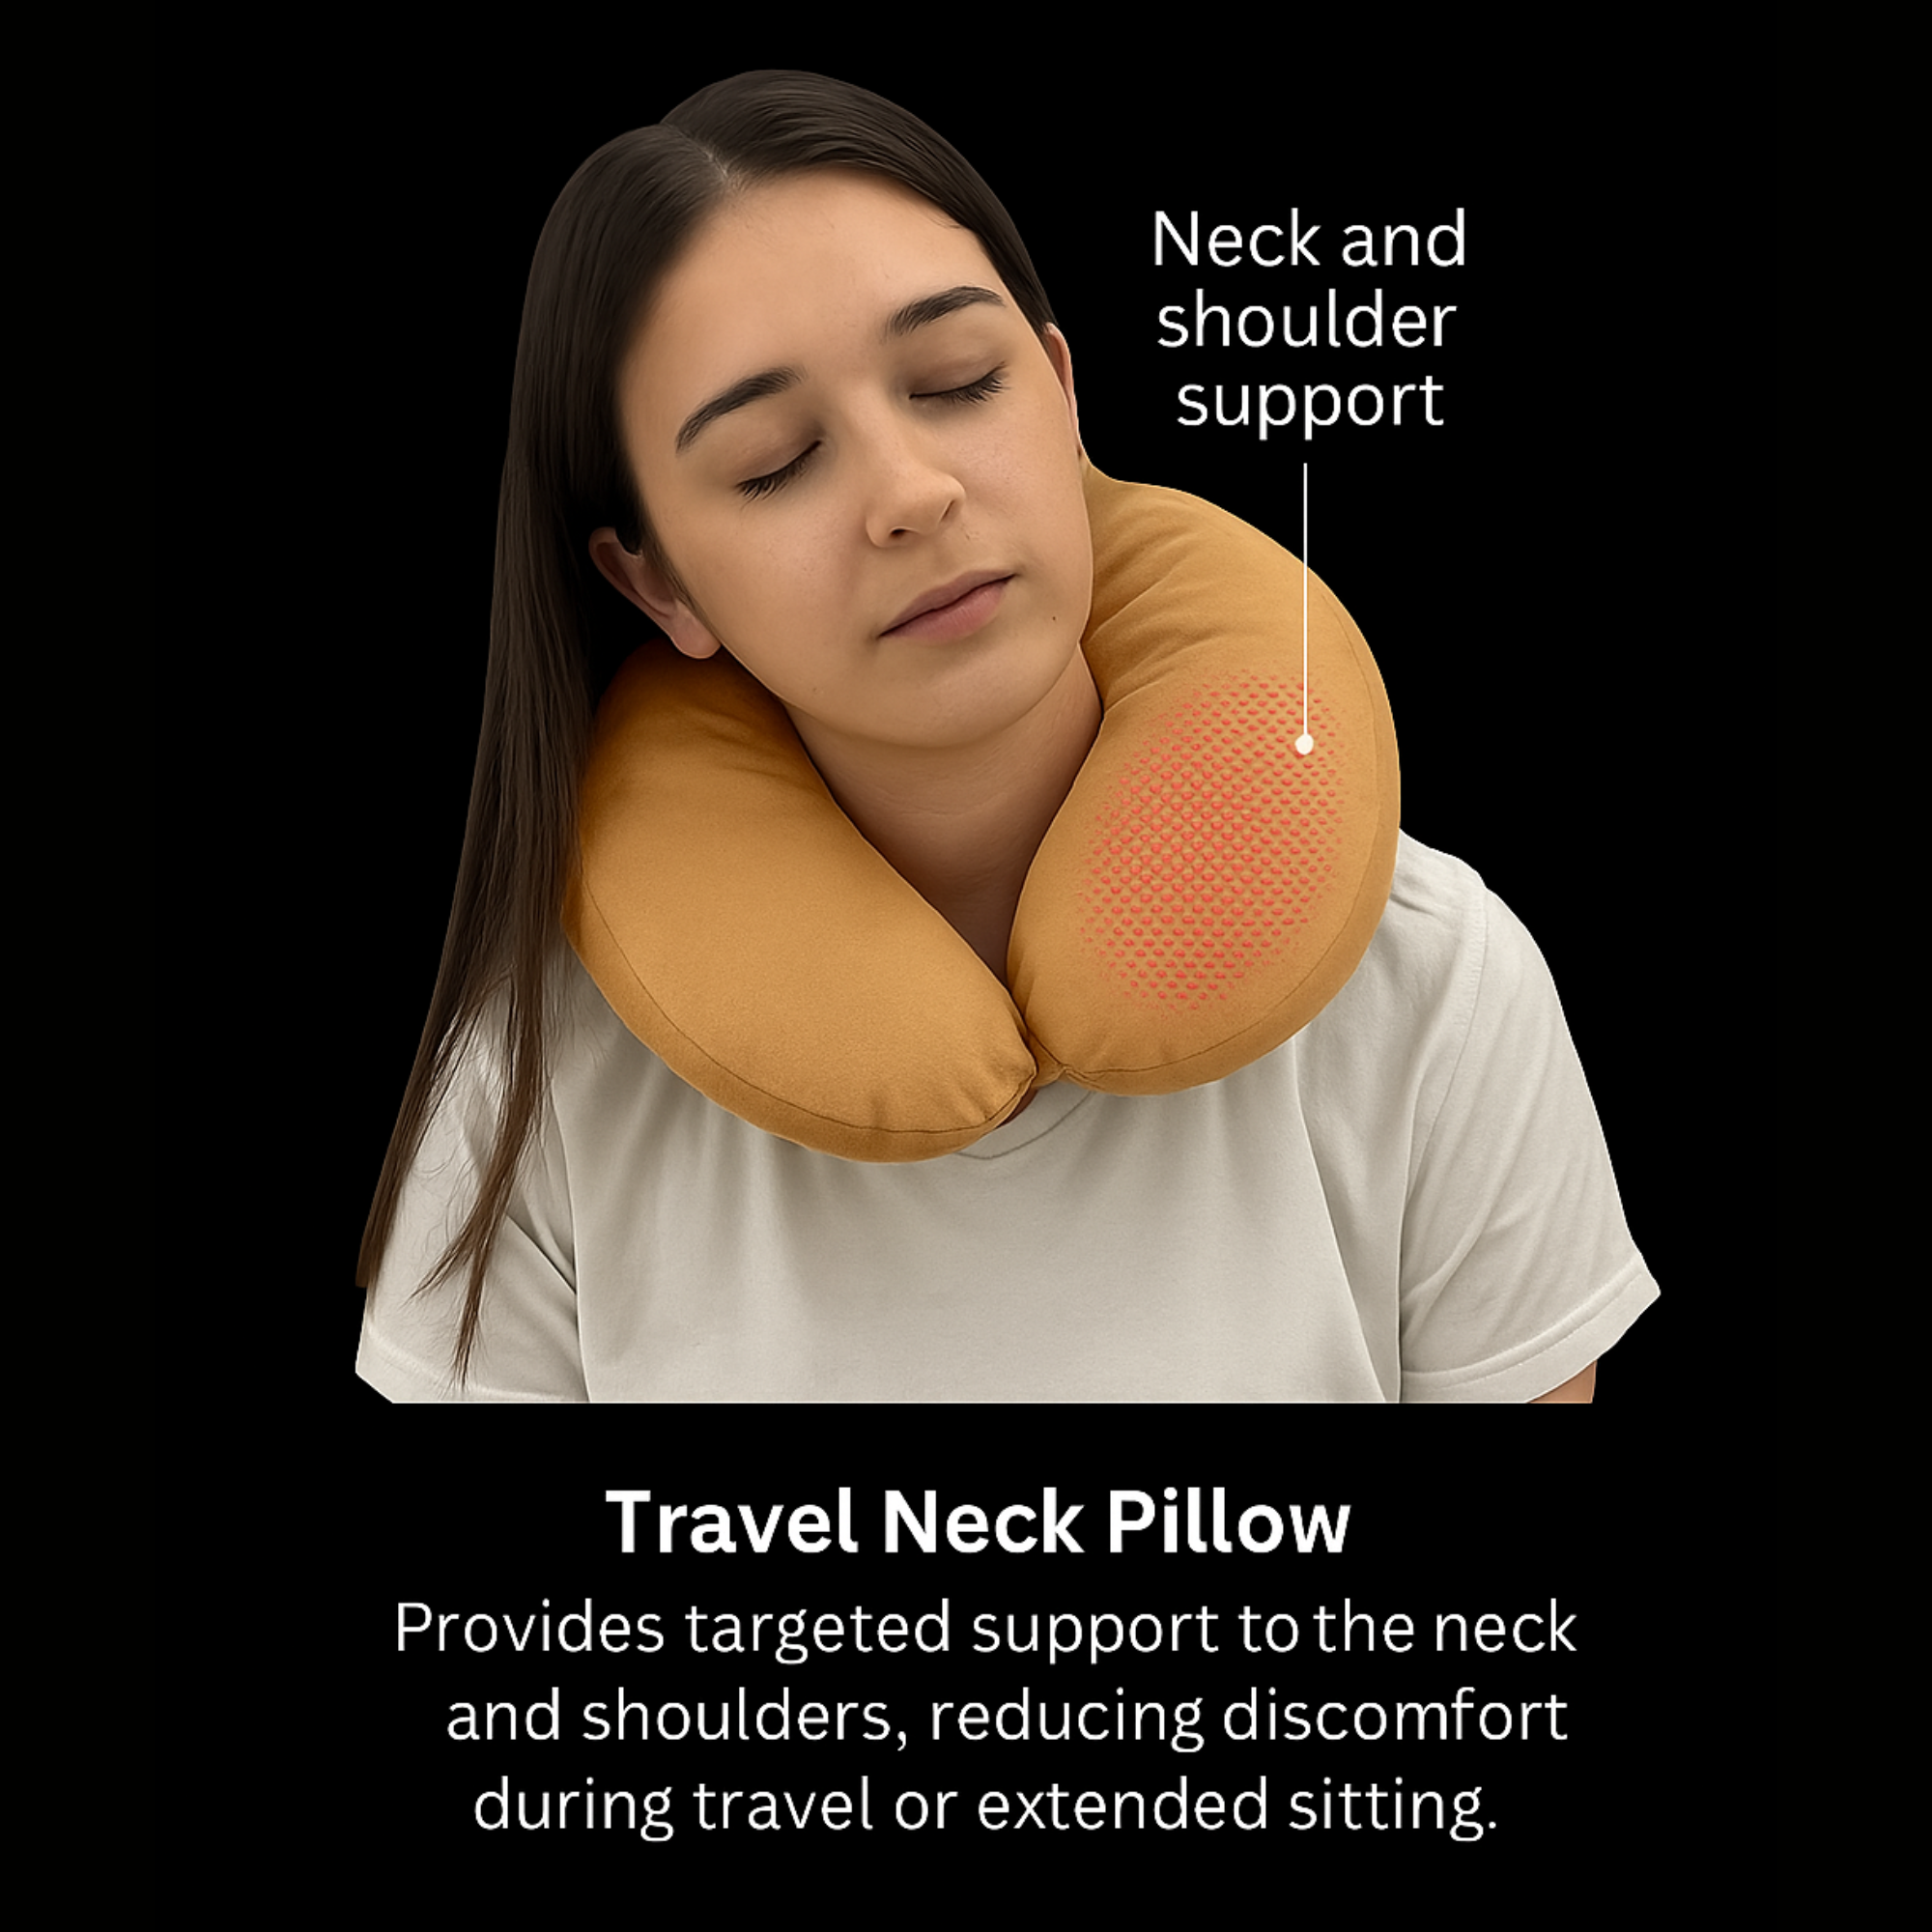 Neck and
shoulder
support
Travel Neck Pillow
Provides targeted support to the neck
and shoulders, reducing discomfort
during travel or extended sitting.